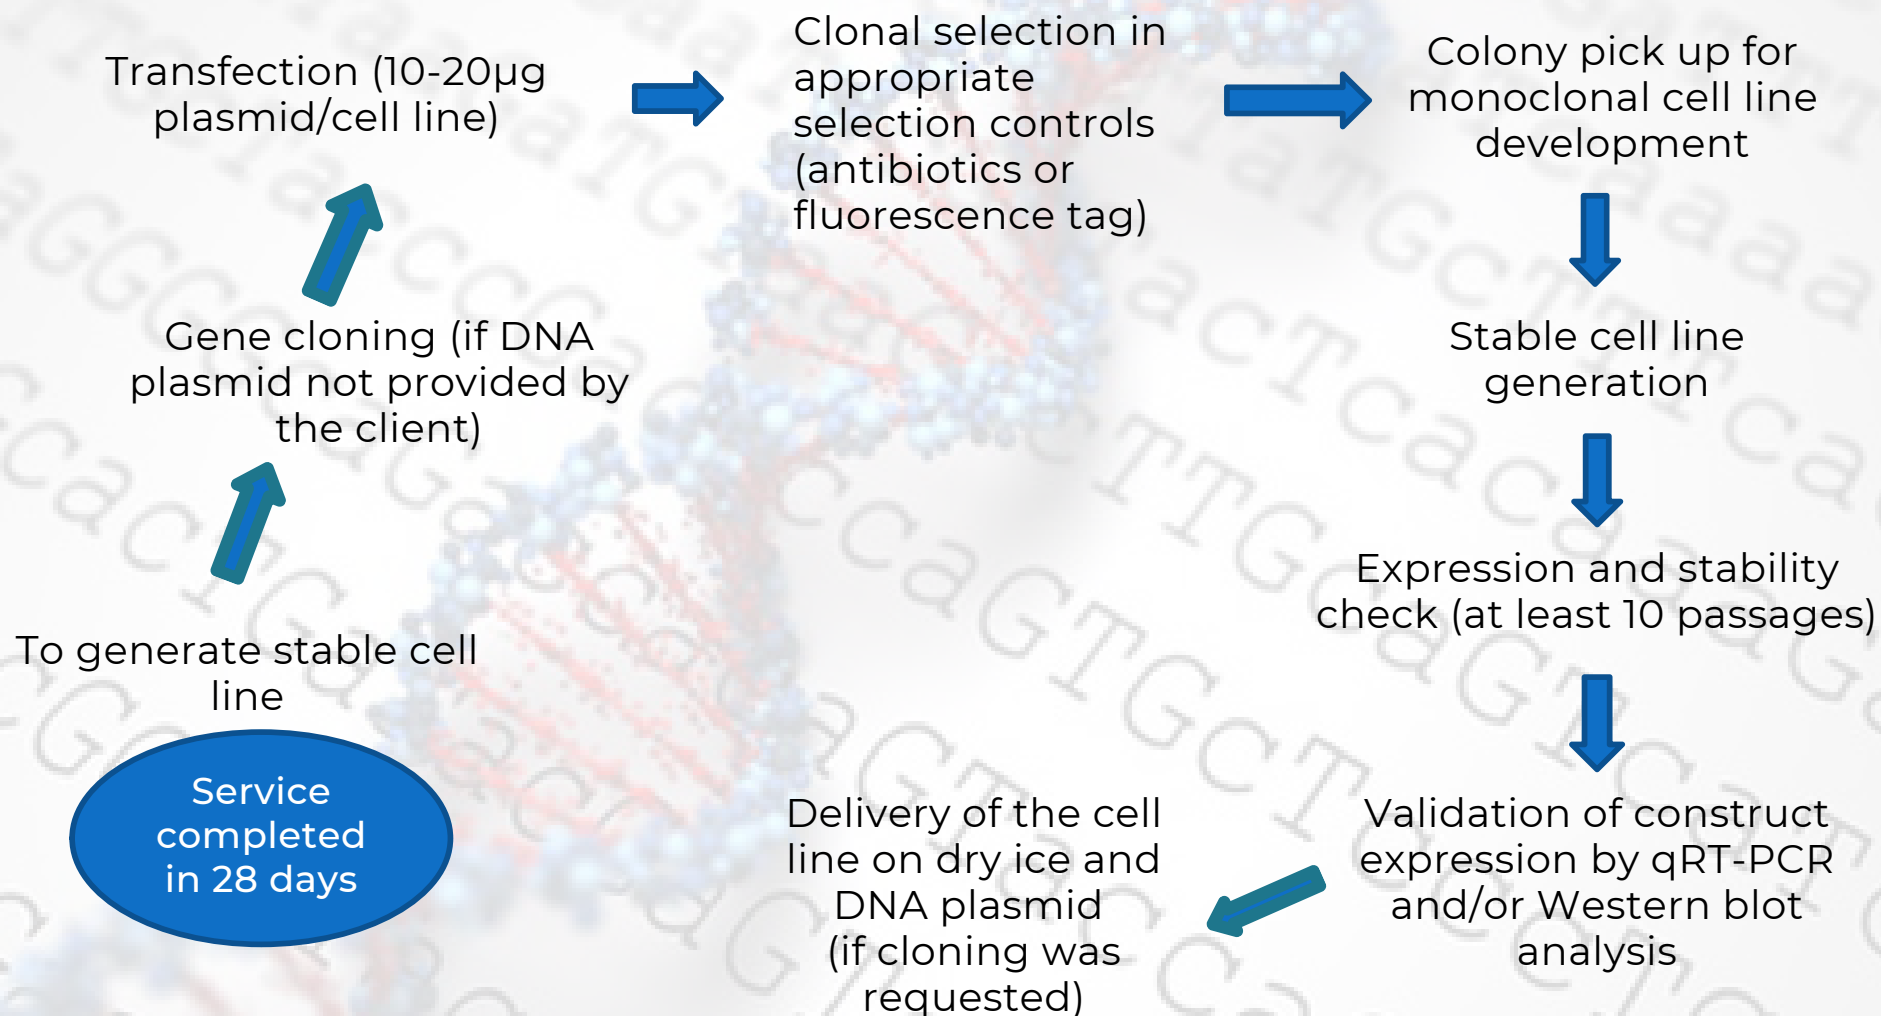 Transfection (10-20µg
plasmid/cell line)
Clonal selection in
appropriate
selection controls
(antibiotics or
fluorescence tag)
Colony pick up for
monoclonal cell line
development
Gene cloning (if DNA
plasmid not provided by
the client)
Stable cell line
generation
Expression and stability
check (at least 10 passages)
To generate stable cell
line
Service
completed
in 28 days
Delivery of the cell
line on dry ice and
DNA plasmid
(if cloning was
requested)
Validation of construct
expression by qRT-PCR
and/or Western blot
analysis